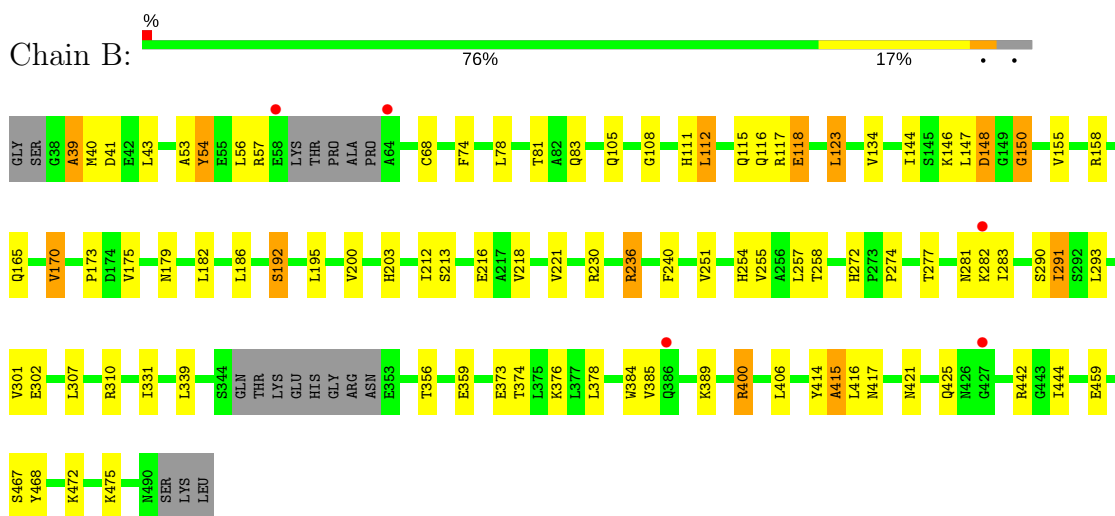 %
Chain B:
76% 17% • •
GLY SER G38 A39 M40 D41 E42 L43 A53 Y54 E55 L56 R57 E58 LYS THR PRO ALA PRO A64 C68 F74 L78 T81 A82 Q83 Q105 G108 H111 L112 Q115 Q116 R117 E118 L123 V134 I144 S145 K146 L147 D148 G149 G150 V155 R158
Q165 V170 P173 D174 V175 N179 L182 L186 S192 L195 V200 H203 I212 S213 E216 A217 V218 V221 R230 R236 F240 V251 H254 V255 A256 L257 T258 H272 P273 P274 T277 N281 K282 I283 S290 I291 S292 L293
V301 E302 L307 R310 I331 L339 S344 GLN THR LYS GLU HIS GLY ARG ASN E353 T356 E359 E373 T374 L375 K376 L377 L378 W384 V385 Q386 K389 R400 L406 Y414 A415 L416 N417 N421 Q425 N426 G427 R442 G443 I444 E459
S467 Y468 K472 K475 N490 SER LYS LEU